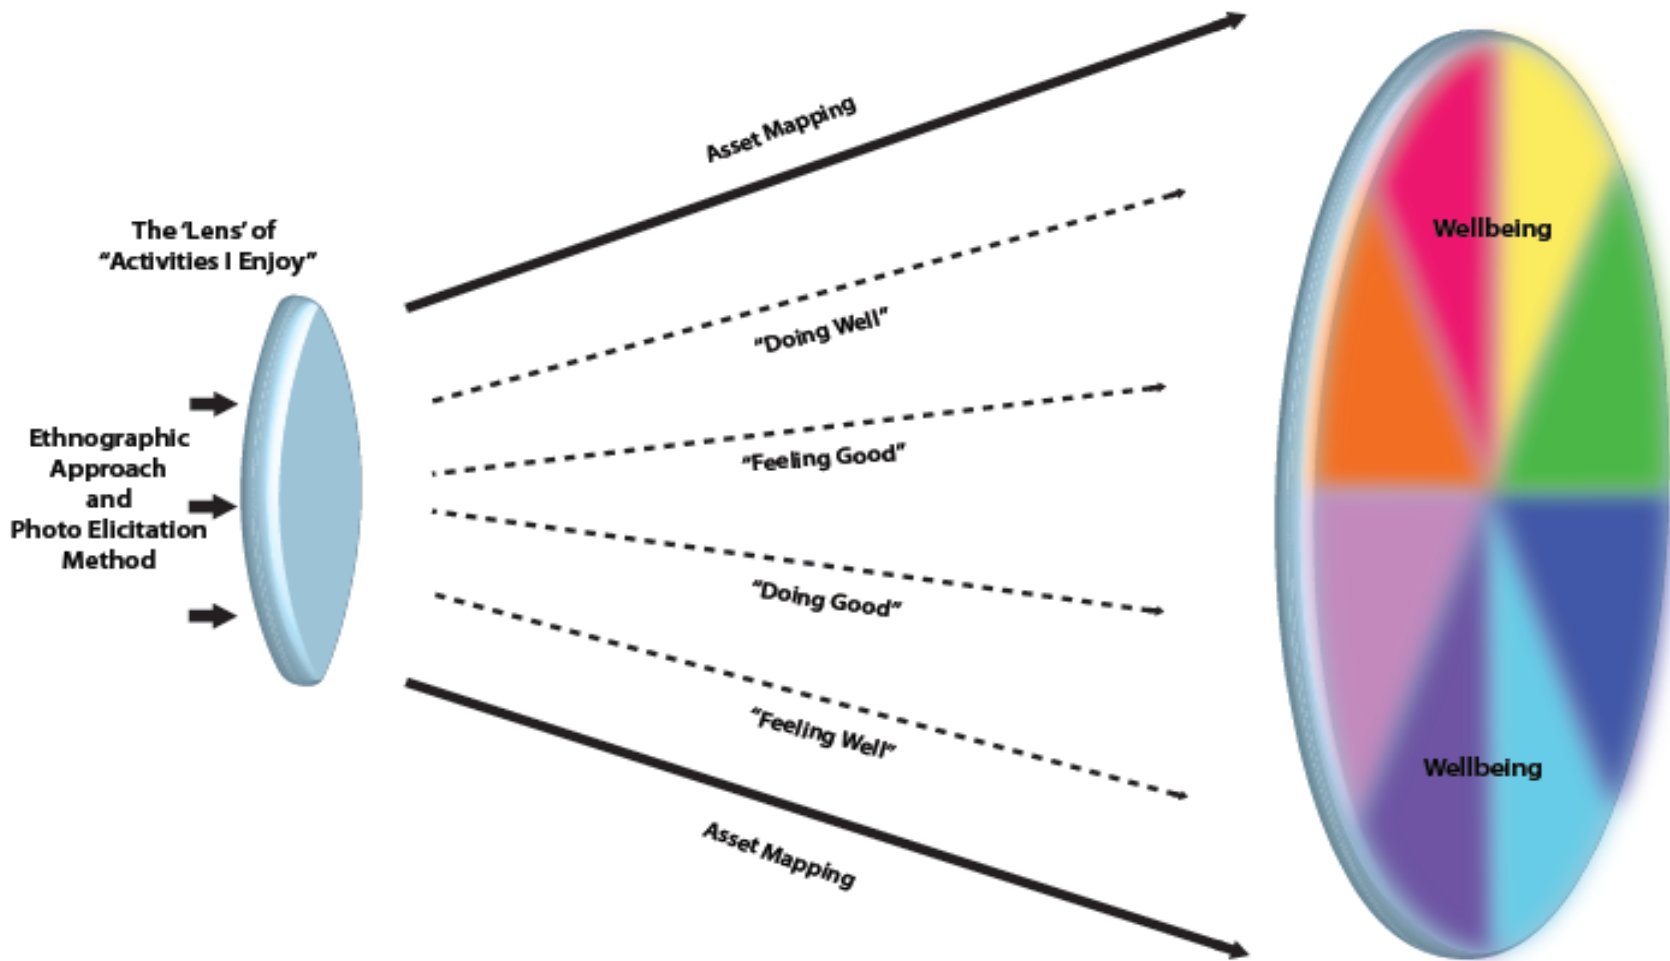 Asset Mapping
The 'Lens' of
"Activities I Enjoy"
Wellbeing
"Doing Well"
Ethnographic
Approach
and
Photo Elicitation
Method
"Feeling Good"
"Doing Good"
"Feeling Well"
Wellbeing
Asset Mapping